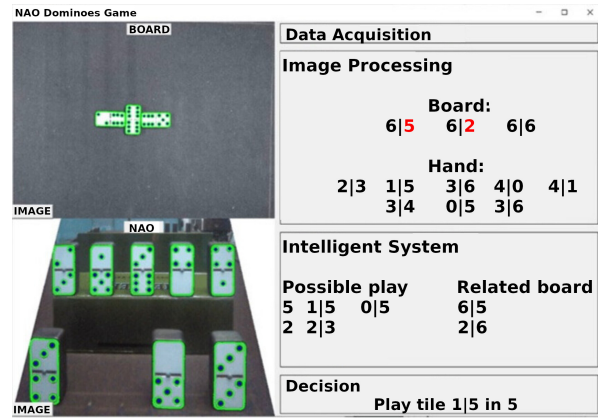 NAO Dominoes Game
BOARD
IMAGE
NAO
IMAGE
Data Acquisition
Image Processing
Board:
6|5 6|2 6|6
Hand:
2|3 1|5 3|6 4|0 4|1
3|4 0|5 3|6
Intelligent System
Possible play Related board
5 1|5 0|5 6|5
2 2|3 2|6
Decision
Play tile 1|5 in 5